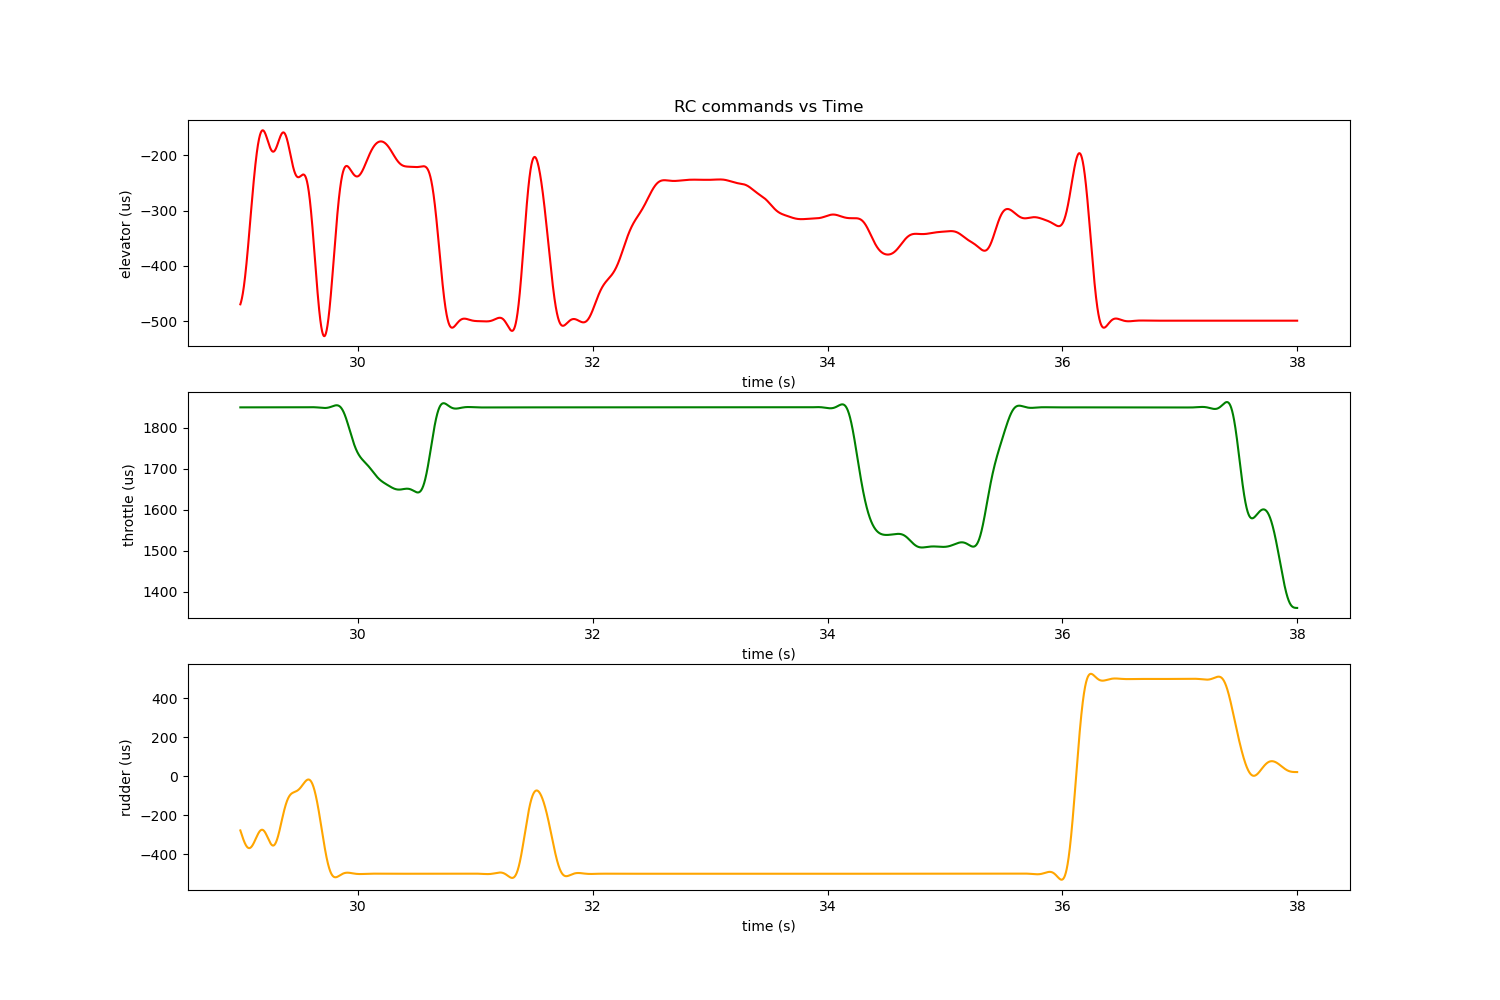 RC commands vs Time
elevator (us)
−200
−300
−400
−500
30 32 34 36 38
time (s)
throttle (us)
1800
1700
1600
1500
1400
30 32 34 36 38
time (s)
rudder (us)
400
200
0
−200
−400
30 32 34 36 38
time (s)